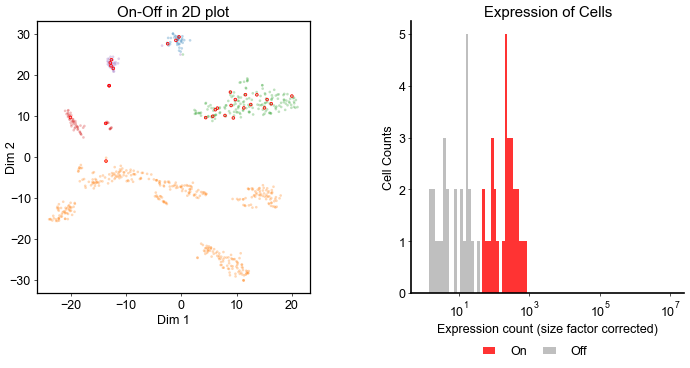 On-Off in 2D plot
30
20
10
0
−10
−20
−30
Dim 2
−20
−10
0
10
20
Dim 1
Expression of Cells
5
4
3
2
1
0
Cell Counts
10^1
10^3
10^5
10^7
Expression count (size factor corrected)
On
Off